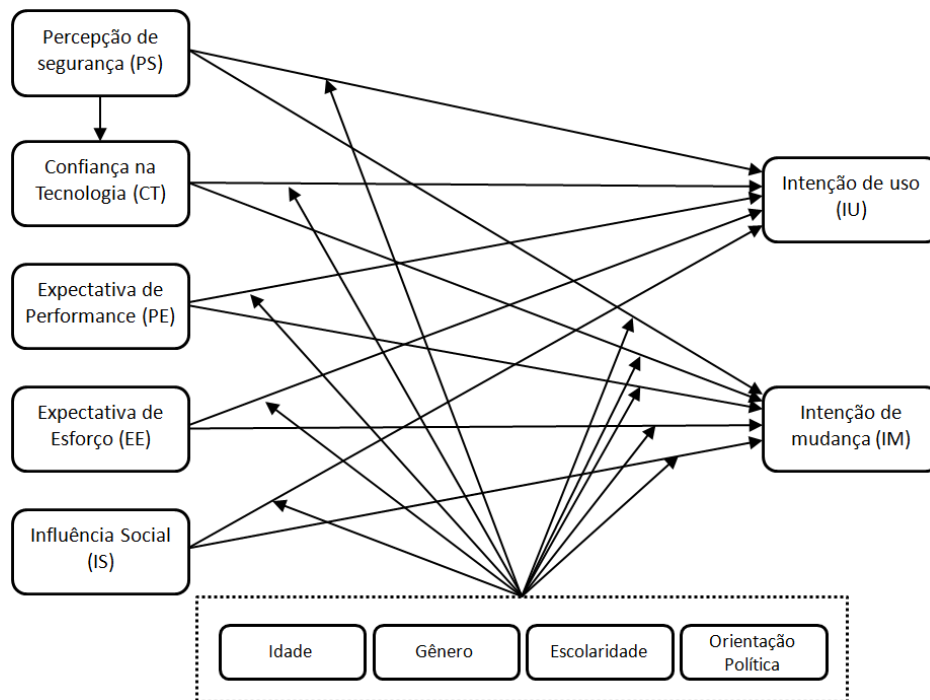 Percepção de
segurança (PS)
Confiança na
Tecnologia (CT)
Expectativa de
Performance (PE)
Expectativa de
Esforço (EE)
Influência Social
(IS)
Intenção de uso
(IU)
Intenção de
mudança (IM)
Idade
Gênero
Escolaridade
Orientação
Política